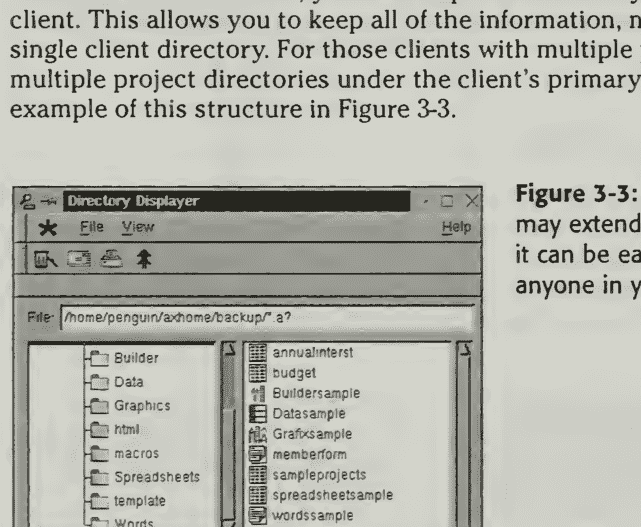 client. This allows you to keep all of the information,
single client directory. For those clients with multiple
multiple project directories under the client's primary
example of this structure in Figure 3-3.
Directory Displayer
File View Help
File: /home/penguin/axhome/backup/*.a?
Builder
Data
Graphics
html
macros
Spreadsheets
template
Words
annualinterst
budget
Buildersample
Datasample
Grafixsample
memberform
sampleprojects
spreadsheetsample
wordssample
Figure 3-3:
may extend
it can be
anyone in